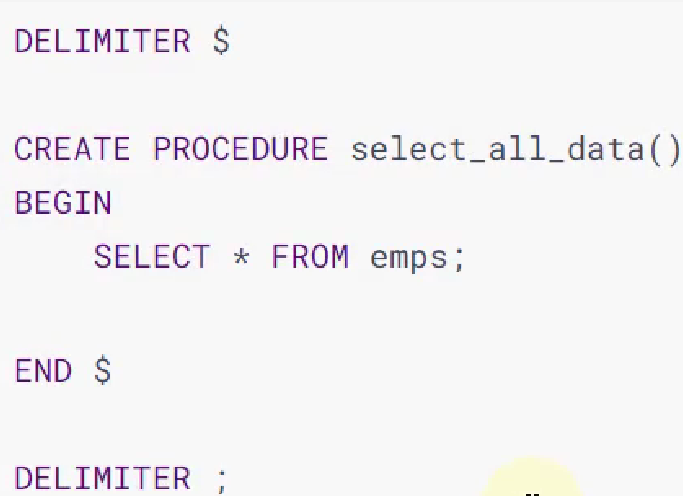 DELIMITER $
CREATE PROCEDURE select_all_data()
BEGIN
SELECT * FROM emps;
END $
DELIMITER ;